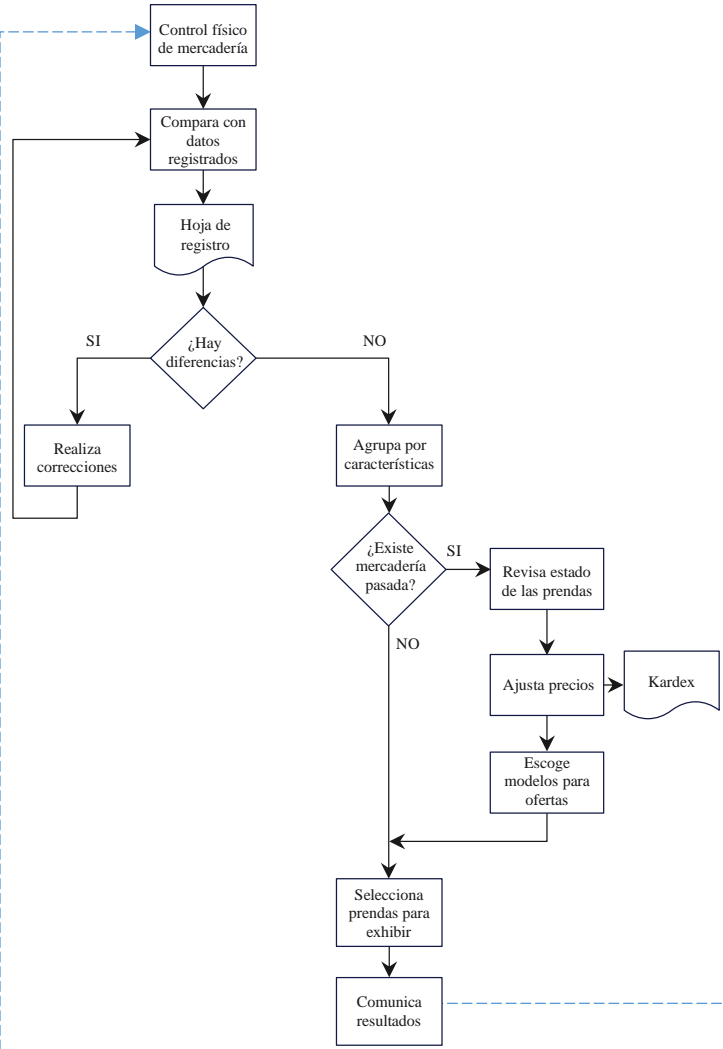 Control físico
de mercadería
Compara con
datos
registrados
Hoja de
registro
¿Hay
diferencias?
SI
NO
Realiza
correcciones
Agrupa por
características
¿Existe
mercadería
pasada?
SI
NO
Revisa estado
de las prendas
Ajusta precios
Kardex
Escoge
modelos para
ofertas
Selecciona
prendas para
exhibir
Comunica
resultados